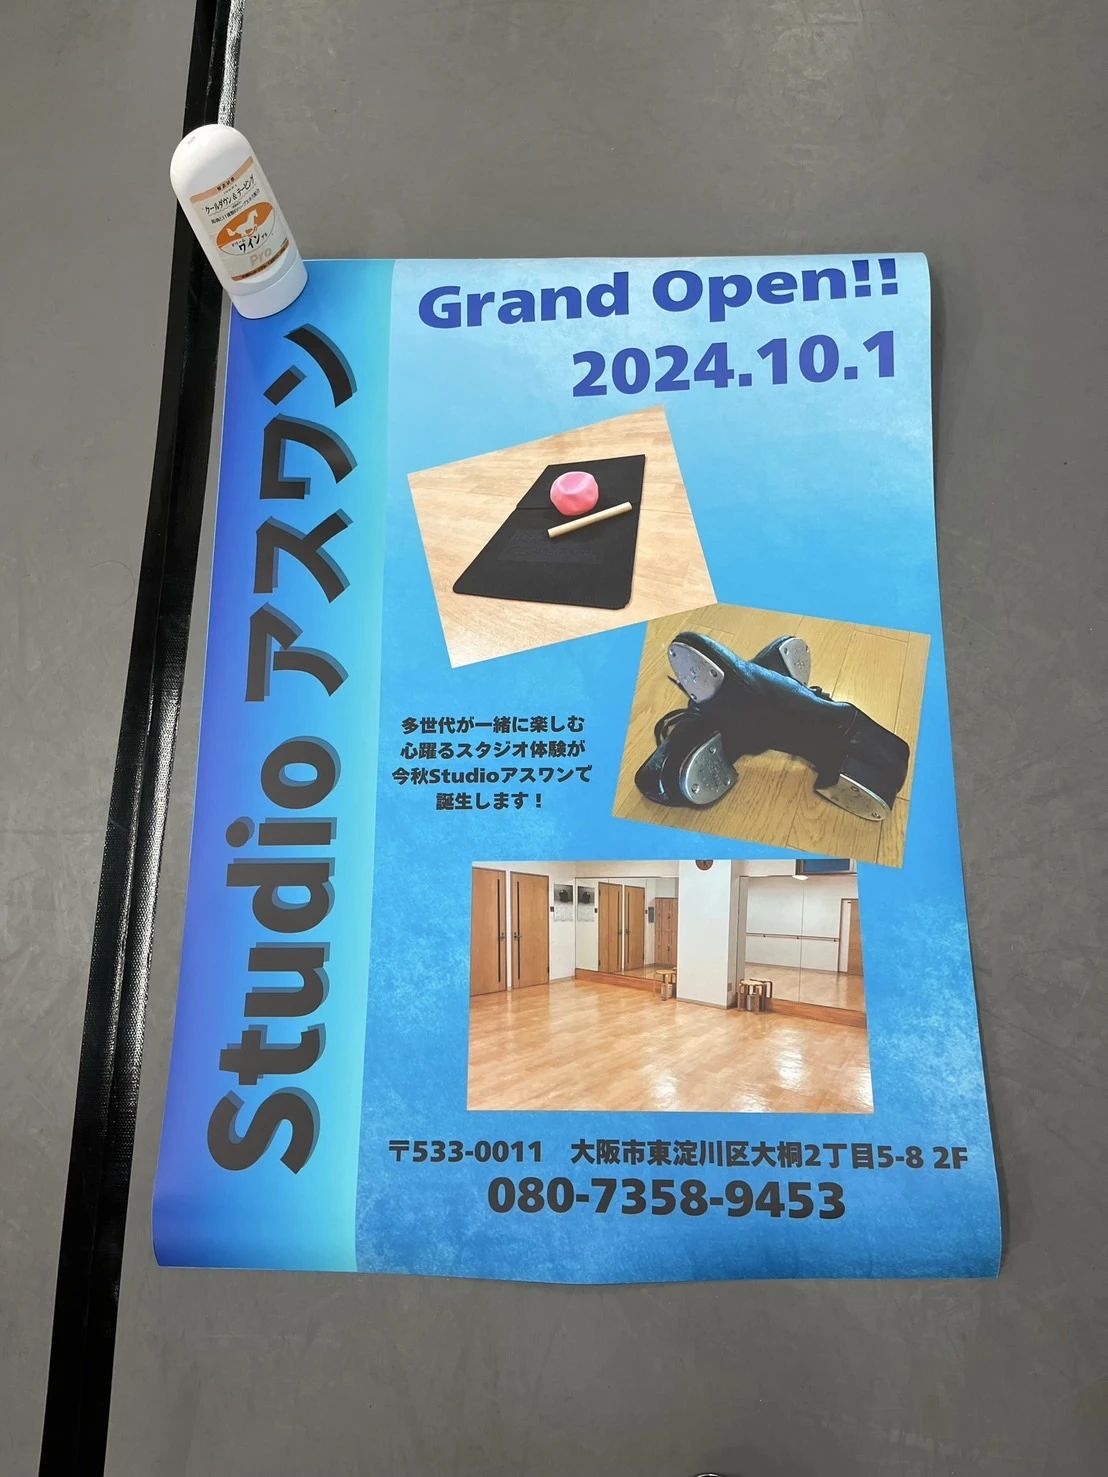 クールダウン&テーピング
ワイン
Pro
Grand Open!!
2024.10.1
Studio アスワン
多世代が一緒に楽しむ
心躍るスタジオ体験が
今秋Studioアスワンで
誕生します！
〒533-0011 大阪市東淀川区大桐2丁目5-8 2F
080-7358-9453